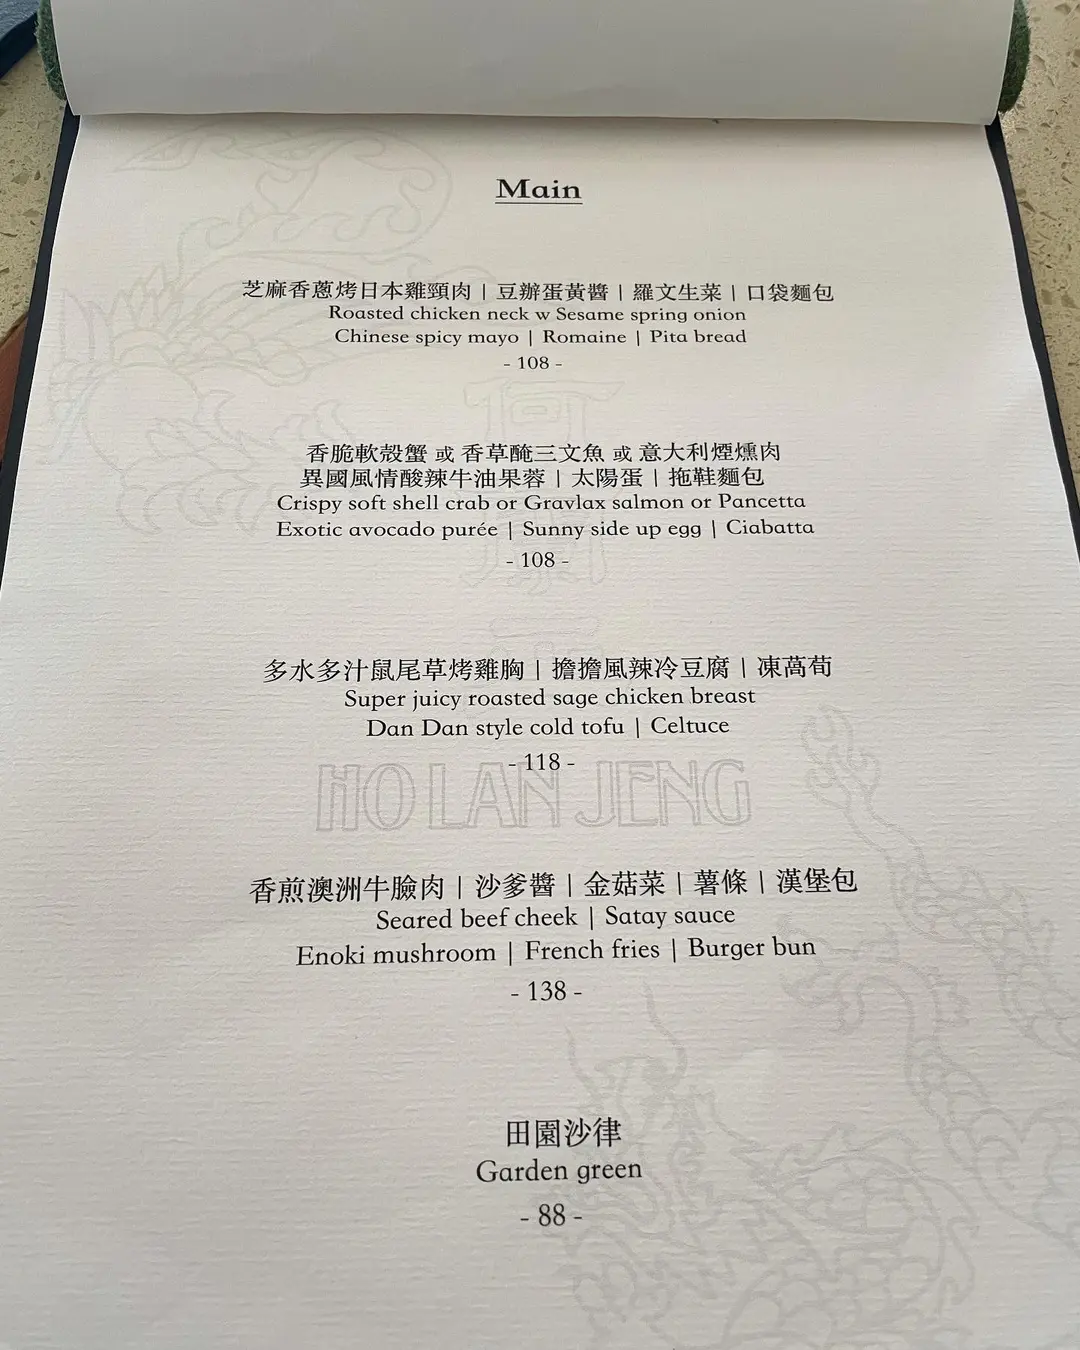 Main
芝麻香蔥烤日本雞頸肉 | 豆瓣蛋黃醬 | 羅文生菜 | 口袋麵包
Roasted chicken neck w Sesame spring onion
Chinese spicy mayo | Romaine | Pita bread
- 108 -
香脆軟殼蟹 或 香草醃三文魚 或 意大利煙燻肉
異國風情酸辣牛油果蓉 | 太陽蛋 | 拖鞋麵包
Crispy soft shell crab or Gravlax salmon or Pancetta
Exotic avocado purée | Sunny side up egg | Ciabatta
- 108 -
多水多汁鼠尾草烤雞胸 | 擔擔風辣冷豆腐 | 凍萵筍
Super juicy roasted sage chicken breast
Dan Dan style cold tofu | Celtuce
- 118 -
HO LAN JENG
香煎澳洲牛臉肉 | 沙爹醬 | 金菇菜 | 薯條 | 漢堡包
Seared beef cheek | Satay sauce
Enoki mushroom | French fries | Burger bun
- 138 -
田園沙律
Garden green
- 88 -